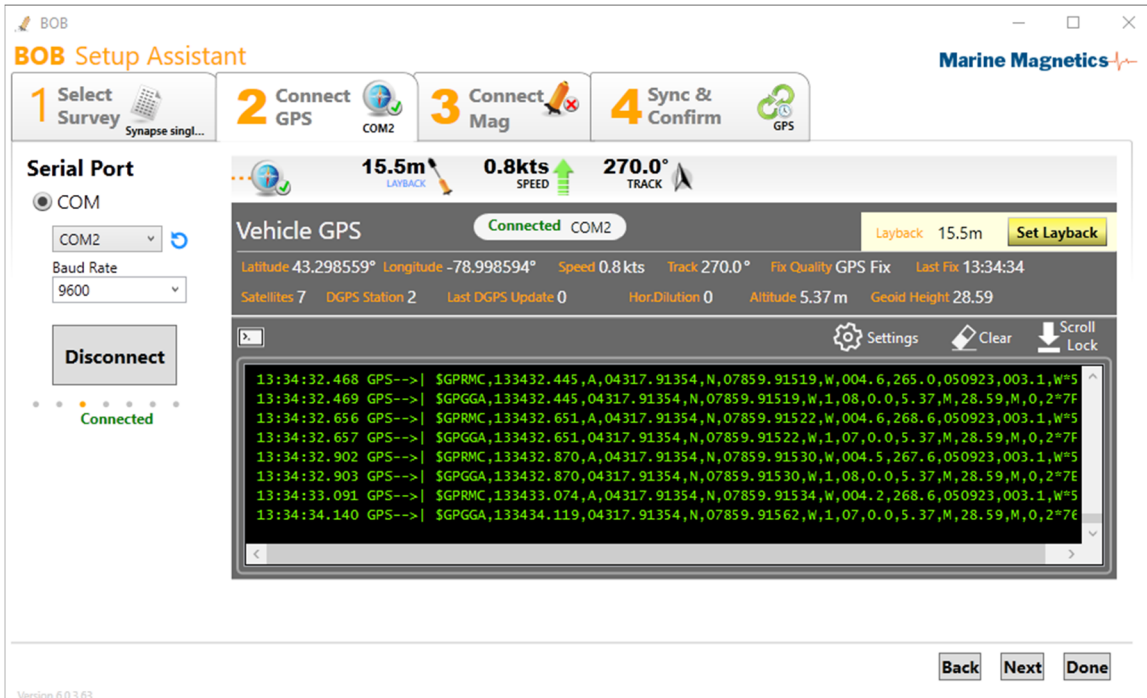 BOB
BOB Setup Assistant
Marine Magnetics
1 Select Survey Synapse singl...
2 Connect GPS COM2
3 Connect Mag
4 Sync & Confirm GPS
Serial Port
COM
COM2
Baud Rate
9600
Disconnect
Connected
15.5m LAYBACK
0.8kts SPEED
270.0° TRACK
Vehicle GPS
Connected COM2
Layback 15.5m Set Layback
Latitude 43.298559° Longitude -78.998594° Speed 0.8 kts Track 270.0° Fix Quality GPS Fix Last Fix 13:34:34
Satellites 7 DGPS Station 2 Last DGPS Update 0 Hor.Dilution 0 Altitude 5.37 m Geoid Height 28.59
Settings Clear Scroll Lock
13:34:32.468 GPS-->| $GPRMC,133432.445,A,04317.91354,N,07859.91519,W,004.6,265.0,050923,003.1,W*5
13:34:32.469 GPS-->| $GPGGA,133432.445,04317.91354,N,07859.91519,W,1,08,0.0,5.37,M,28.59,M,0,2*7F
13:34:32.656 GPS-->| $GPRMC,133432.651,A,04317.91354,N,07859.91522,W,004.6,268.6,050923,003.1,W*5
13:34:32.657 GPS-->| $GPGGA,133432.651,04317.91354,N,07859.91522,W,1,07,0.0,5.37,M,28.59,M,0,2*7F
13:34:32.902 GPS-->| $GPRMC,133432.870,A,04317.91354,N,07859.91530,W,004.5,267.6,050923,003.1,W*5
13:34:32.903 GPS-->| $GPGGA,133432.870,04317.91354,N,07859.91530,W,1,08,0.0,5.37,M,28.59,M,0,2*7E
13:34:33.091 GPS-->| $GPRMC,133433.074,A,04317.91354,N,07859.91534,W,004.2,268.6,050923,003.1,W*5
13:34:34.140 GPS-->| $GPGGA,133434.119,04317.91354,N,07859.91562,W,1,07,0.0,5.37,M,28.59,M,0,2*76
Back Next Done
Version 6.0.3.63